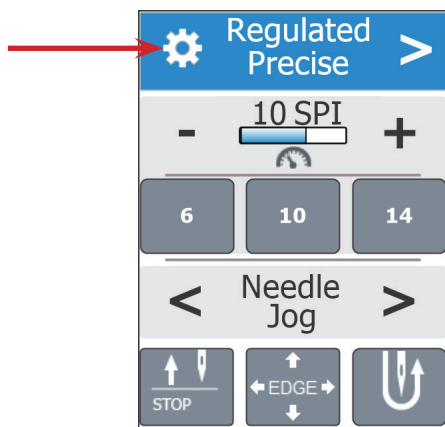 Regulated
Precise
>
10 SPI
- +
6 10 14
Needle
< Jog >
STOP
EDGE